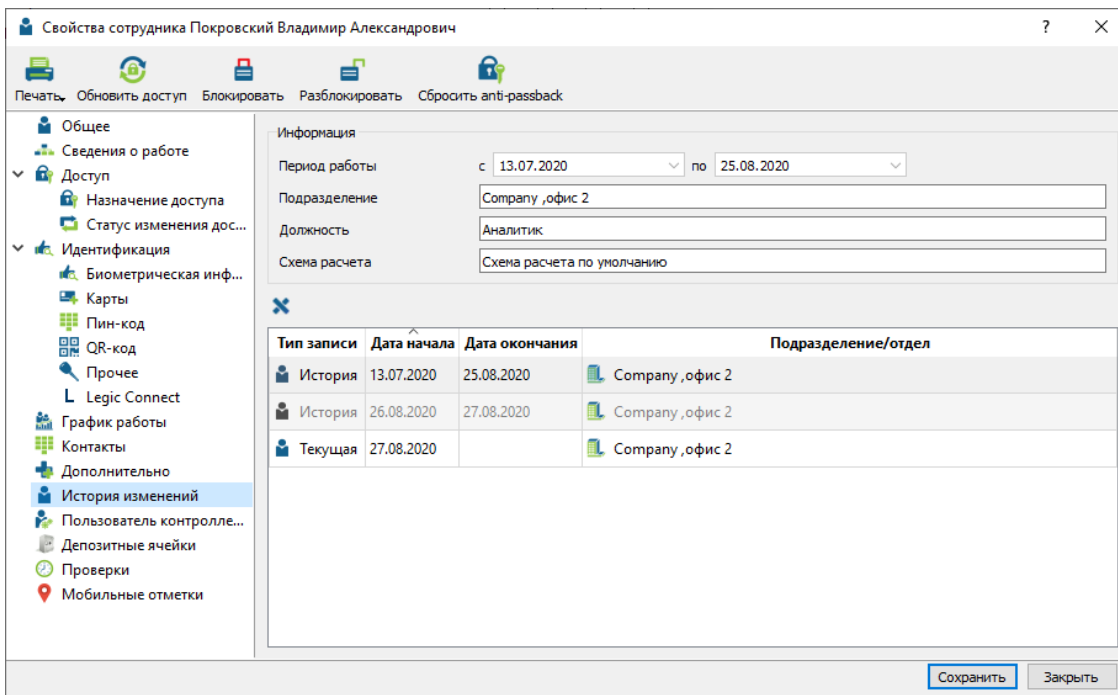 Свойства сотрудника Покровский Владимир Александрович
?
Печать Обновить доступ Блокировать Разблокировать Сбросить anti-passback
Общее
Сведения о работе
Доступ
Назначение доступа
Статус изменения дос...
Идентификация
Биометрическая инф...
Карты
Пин-код
QR-код
Прочее
Legic Connect
График работы
Контакты
Дополнительно
История изменений
Пользователь контролле...
Депозитные ячейки
Проверки
Мобильные отметки
Информация
Период работы с 13.07.2020 по 25.08.2020
Подразделение Company ,офис 2
Должность Аналитик
Схема расчета Схема расчета по умолчанию
Тип записи Дата начала Дата окончания Подразделение/отдел
История 13.07.2020 25.08.2020 Company ,офис 2
История 26.08.2020 27.08.2020 Company ,офис 2
Текущая 27.08.2020 Company ,офис 2
Сохранить Закрыть